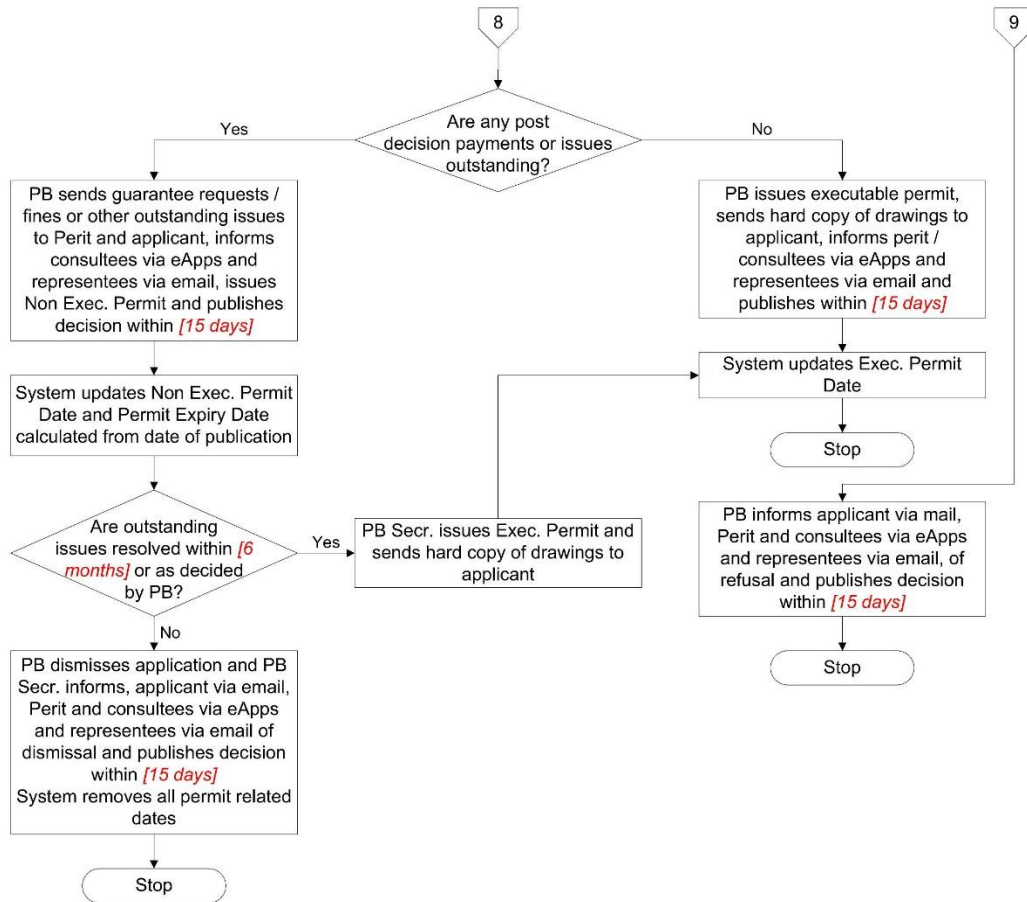 8
9
Are any post
decision payments or issues
outstanding?
Yes
No
PB sends guarantee requests /
fines or other outstanding issues
to Perit and applicant, informs
consultees via eApps and
representees via email, issues
Non Exec. Permit and publishes
decision within [15 days]
PB issues executable permit,
sends hard copy of drawings to
applicant, informs perit /
consultees via eApps and
representees via email and
publishes within [15 days]
System updates Non Exec. Permit
Date and Permit Expiry Date
calculated from date of publication
System updates Exec. Permit
Date
Stop
Are outstanding
issues resolved within [6
months] or as decided
by PB?
Yes
PB Secr. issues Exec. Permit and
sends hard copy of drawings to
applicant
PB informs applicant via mail,
Perit and consultees via eApps
and representees via email, of
refusal and publishes decision
within [15 days]
Stop
No
PB dismisses application and PB
Secr. informs, applicant via email,
Perit and consultees via eApps
and representees via email of
dismissal and publishes decision
within [15 days]
System removes all permit related
dates
Stop